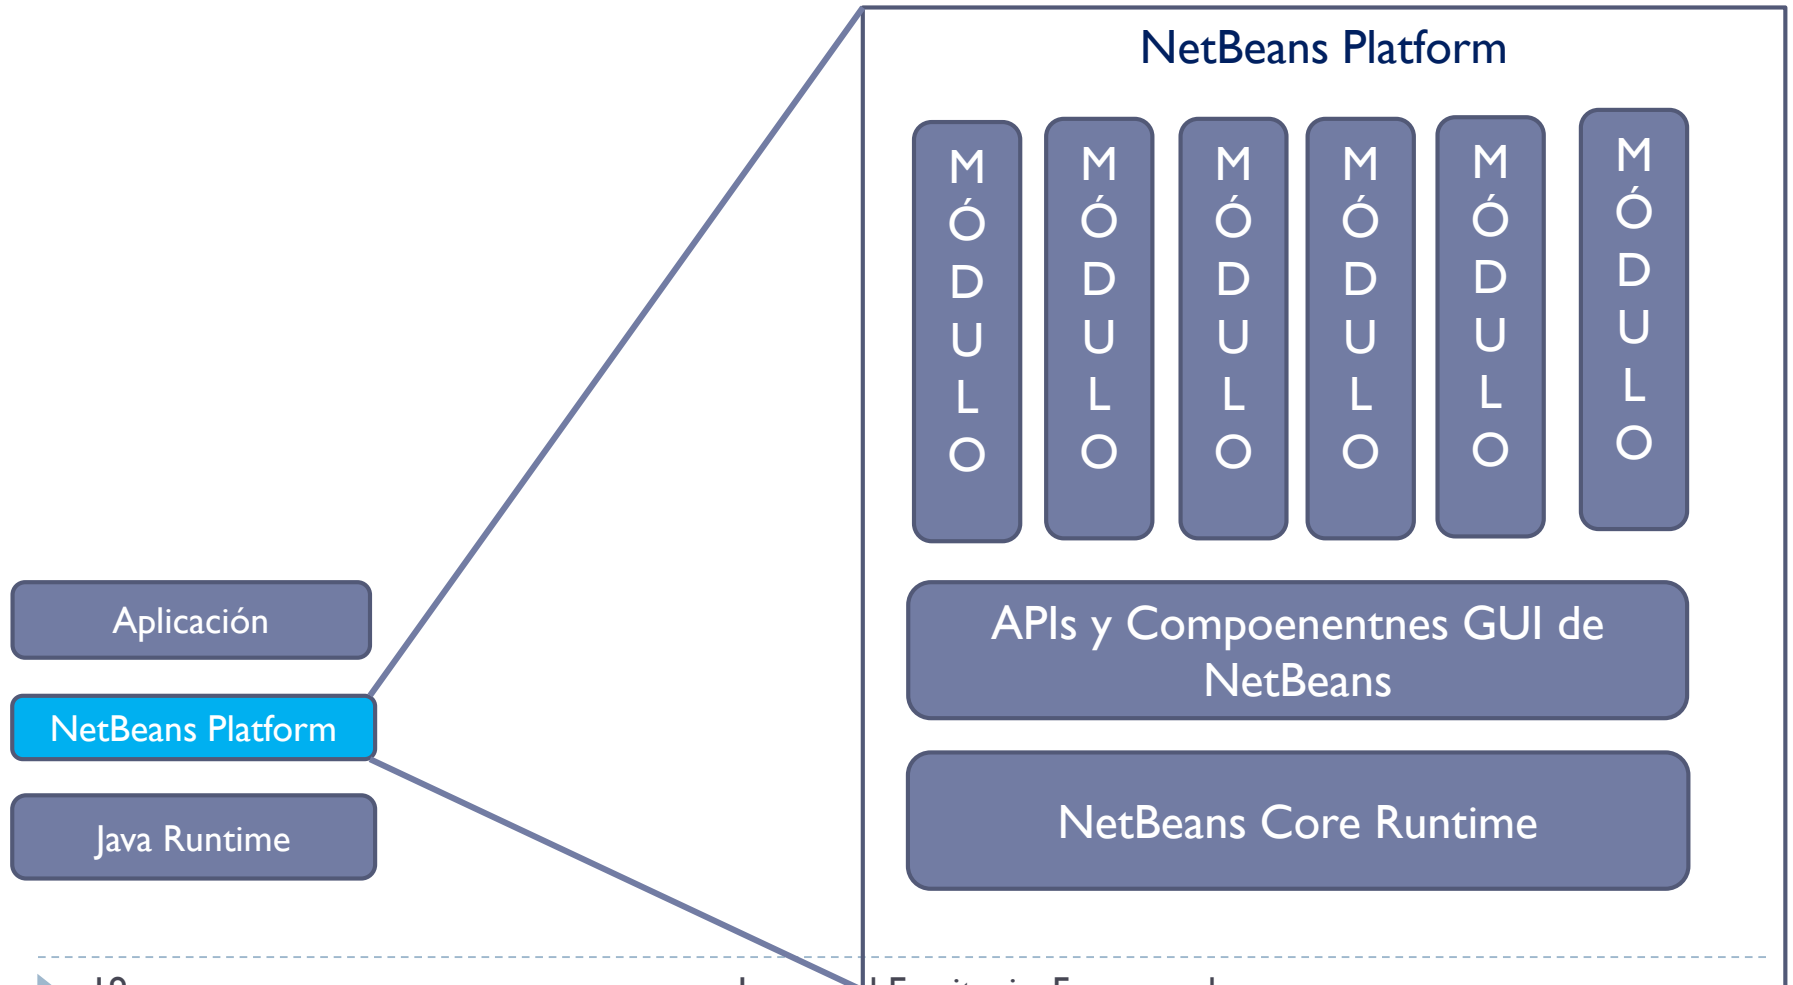 NetBeans Platform
M
Ó
D
U
L
O
M
Ó
D
U
L
O
M
Ó
D
U
L
O
M
Ó
D
U
L
O
M
Ó
D
U
L
O
M
Ó
D
U
L
O
Aplicación
NetBeans Platform
Java Runtime
APIs y Compoenentnes GUI de
NetBeans
NetBeans Core Runtime